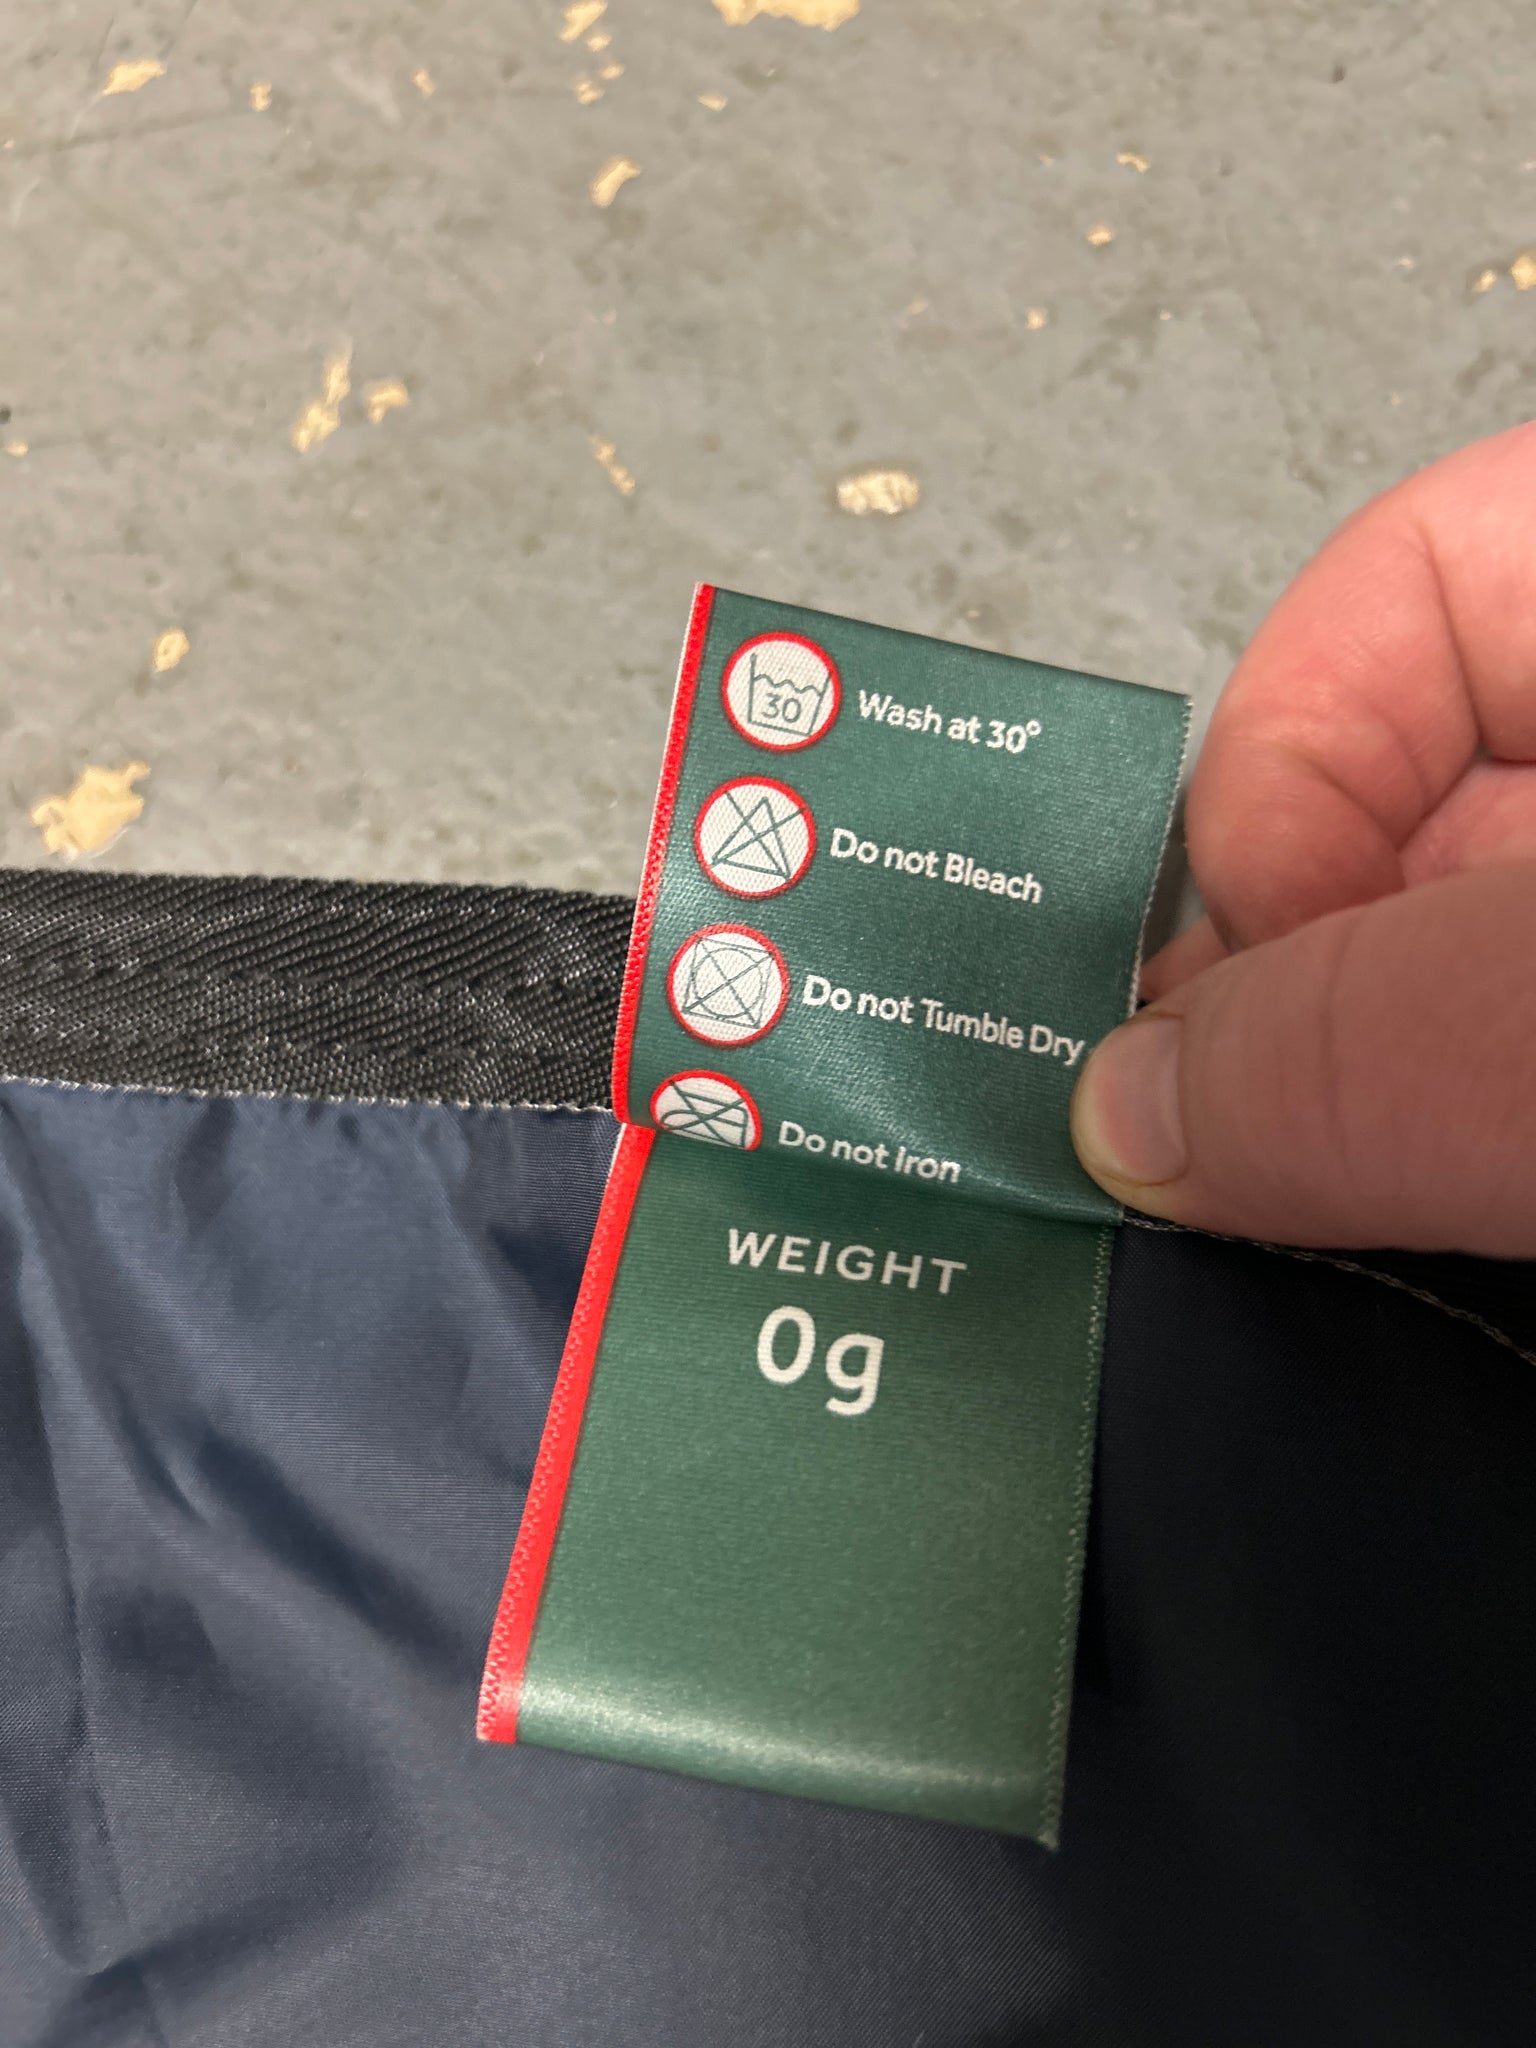 30
Wash at 30°
Do not Bleach
Do not Tumble Dry
Do not Iron
WEIGHT
0g